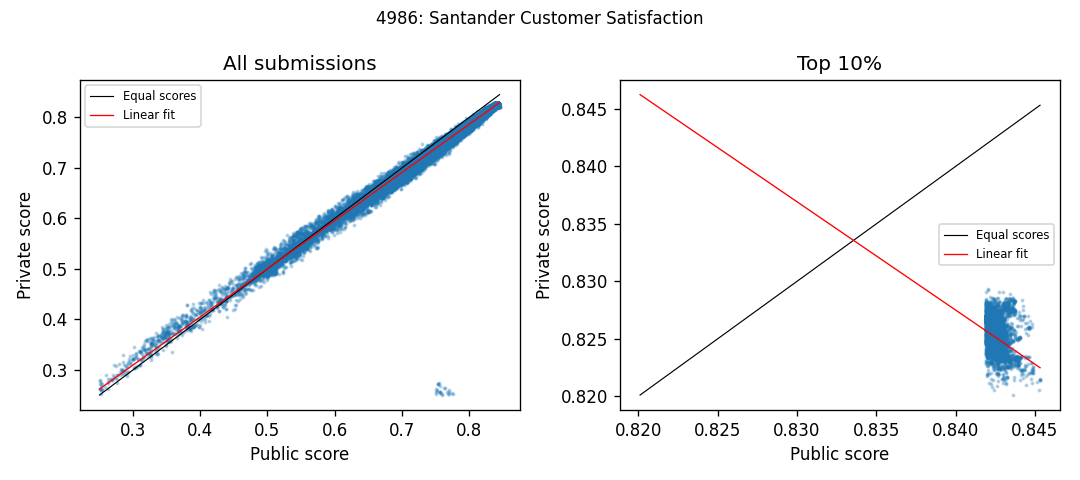 4986: Santander Customer Satisfaction
All submissions
Equal scores
Linear fit
Private score
0.8
0.7
0.6
0.5
0.4
0.3
0.3 0.4 0.5 0.6 0.7 0.8
Public score
Top 10%
Equal scores
Linear fit
Private score
0.845
0.840
0.835
0.830
0.825
0.820
0.820 0.825 0.830 0.835 0.840 0.845
Public score